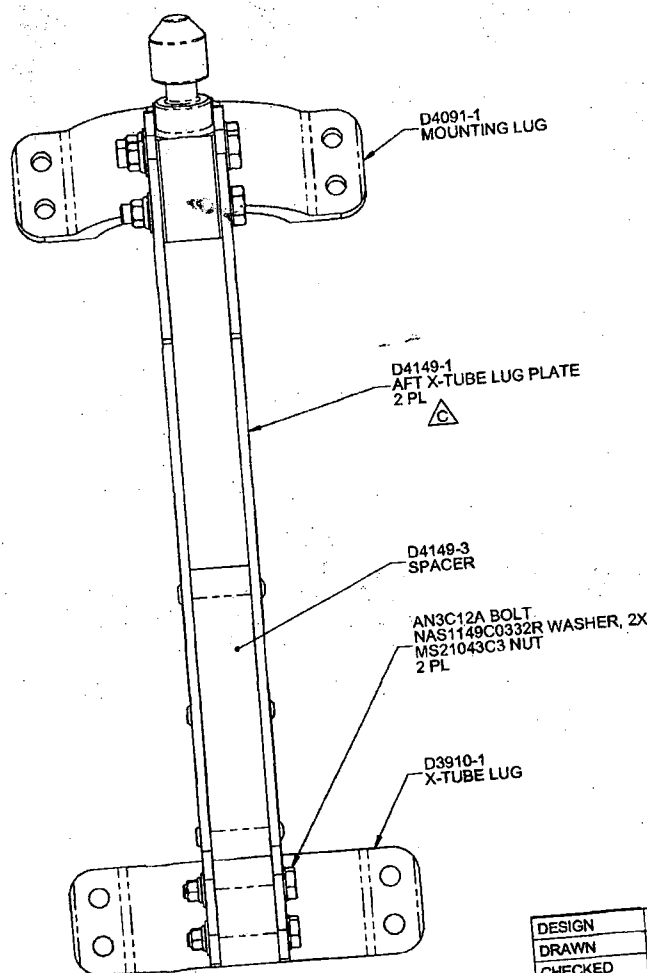 D4091-1
MOUNTING LUG
D4149-1
AFT X-TUBE LUG PLATE
2 PL
C
D4149-3
SPACER
AN3C12A BOLT
NAS1149C0332R WASHER, 2X
MS21043C3 NUT
2 PL
D3910-1
X-TUBE LUG
DESIGN
DRAWN
CHECKED